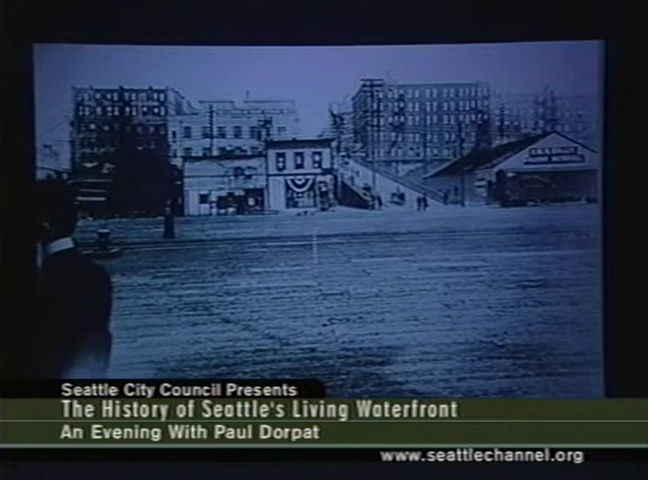 Seattle City Council Presents
The History of Seattle's Living Waterfront
An Evening With Paul Dorpat
www.seattlechannel.org